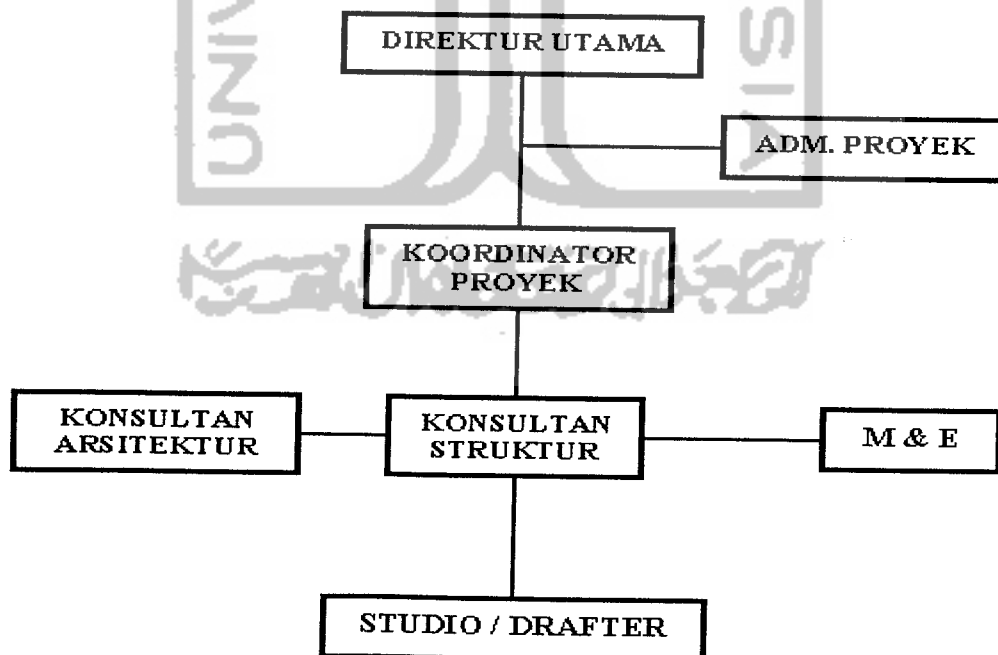 DIREKTUR UTAMA
ADM. PROYEK
KOORDINATOR
PROYEK
KONSULTAN
ARSITEKTUR
KONSULTAN
STRUKTUR
M & E
STUDIO / DRAFTER